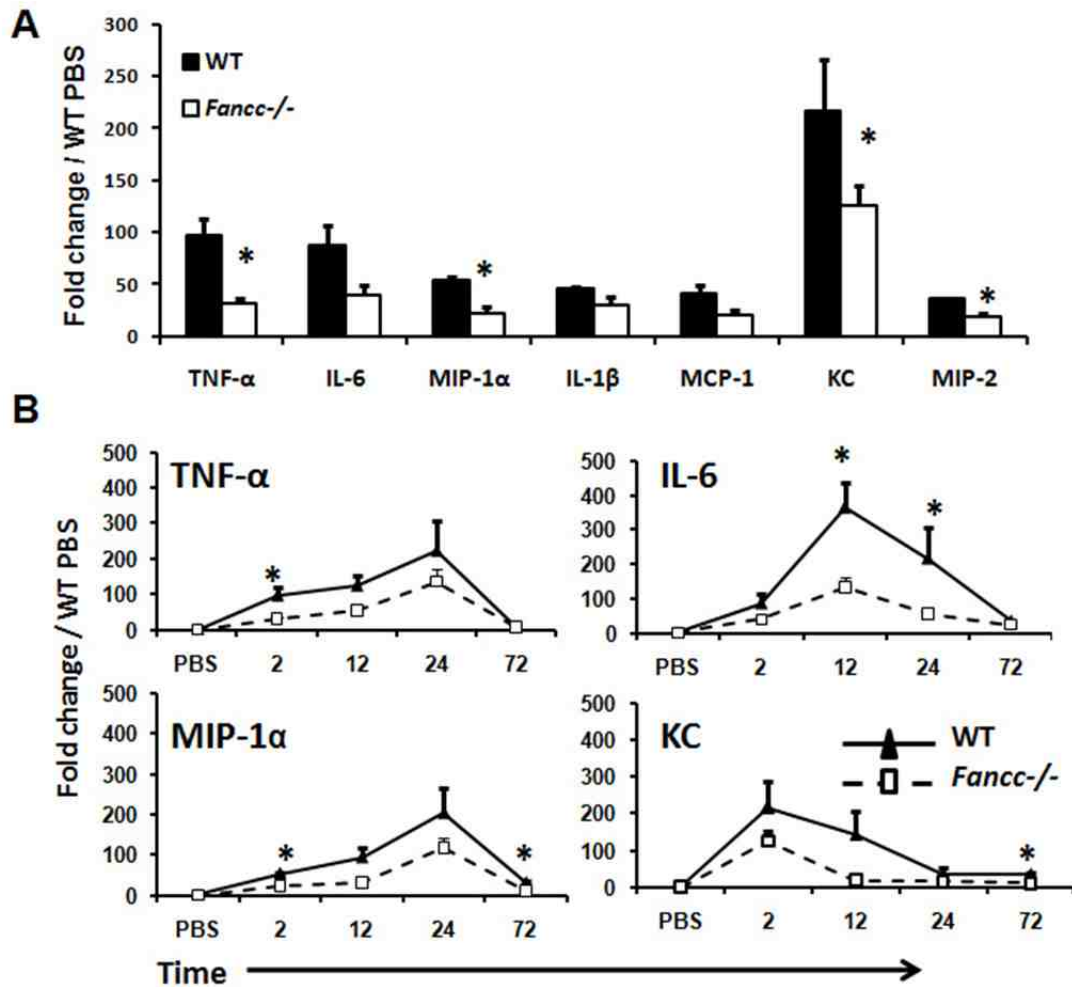 A
Fold change / WT PBS
300
250
200
150
100
50
0
WT
Fancc-/-
*
*
*
*
TNF-α IL-6 MIP-1α IL-1β MCP-1 KC MIP-2
B
Fold change / WT PBS
TNF-α
500
400
300
200
100
0
*
PBS 2 12 24 72
IL-6
500
400
300
200
100
0
*
*
PBS 2 12 24 72
MIP-1α
500
400
300
200
100
0
*
*
PBS 2 12 24 72
KC
500
400
300
200
100
0
WT
Fancc-/-
*
PBS 2 12 24 72
Time